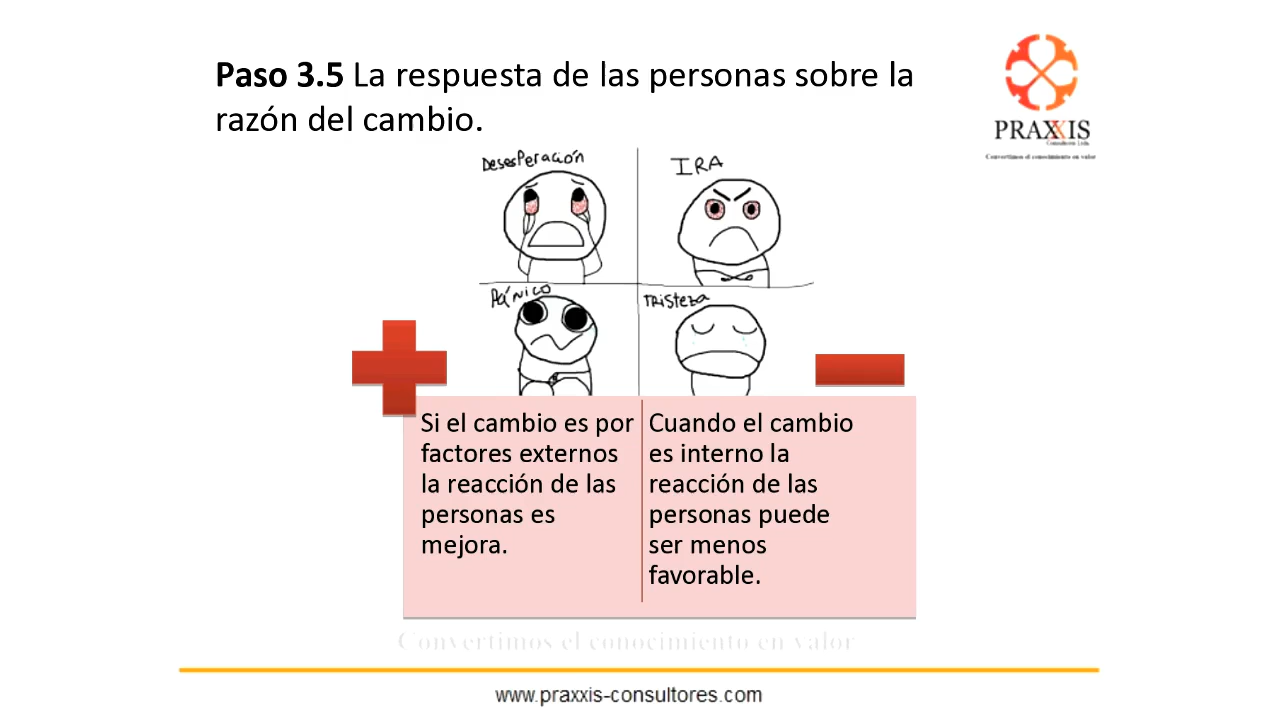 Paso 3.5 La respuesta de las personas sobre la
razón del cambio.
PRAXXIS
Consultores Ltda.
Convertimos el conocimiento en valor
Desesperación
IRA
Pánico
Tristeza
Si el cambio es por
factores externos
la reacción de las
personas es
mejora.
Cuando el cambio
es interno la
reacción de las
personas puede
ser menos
favorable.
Convertimos el conocimiento en valor
www.praxxis-consultores.com